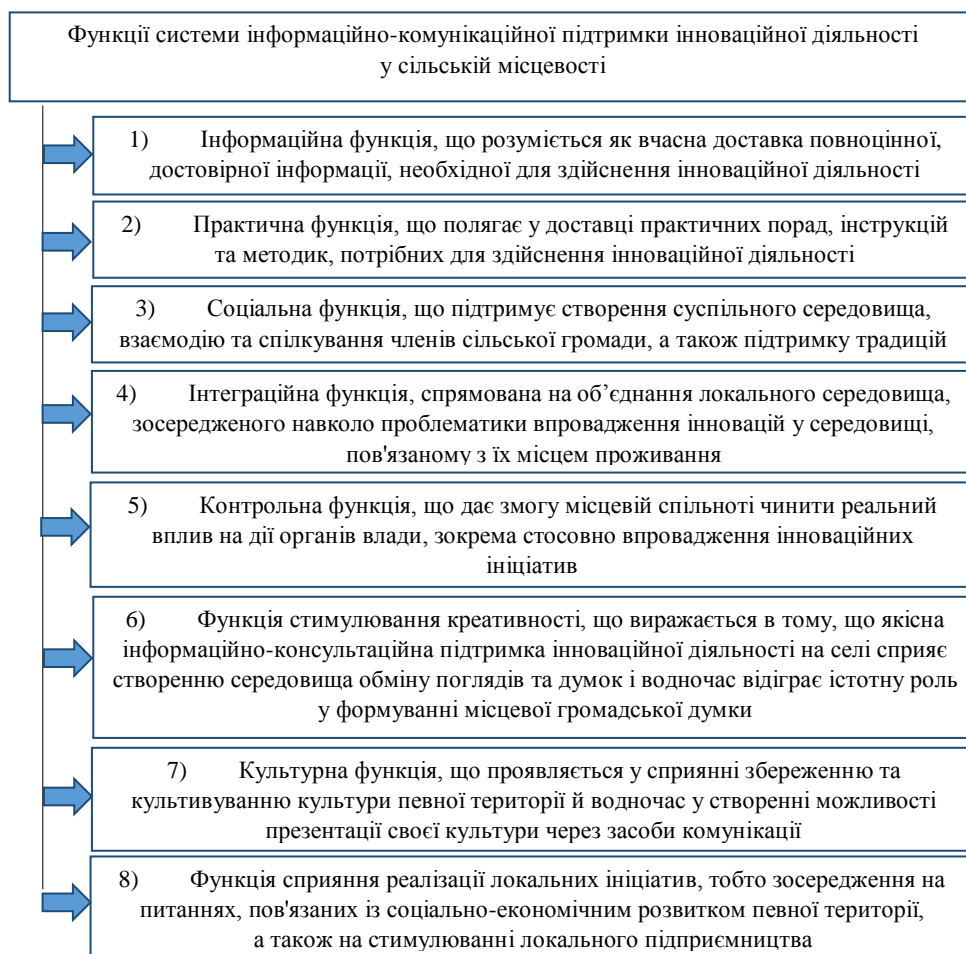 Функції системи інформаційно-комунікаційної підтримки інноваційної діяльності
у сільській місцевості
1) Інформаційна функція, що розуміється як вчасна доставка повноцінної,
достовірної інформації, необхідної для здійснення інноваційної діяльності
2) Практична функція, що полягає у доставці практичних порад, інструкцій
та методик, потрібних для здійснення інноваційної діяльності
3) Соціальна функція, що підтримує створення суспільного середовища,
взаємодію та спілкування членів сільської громади, а також підтримку традицій
4) Інтеграційна функція, спрямована на об’єднання локального середовища,
зосередженого навколо проблематики впровадження інновацій у середовищі,
пов'язаному з їх місцем проживання
5) Контрольна функція, що дає змогу місцевій спільноті чинити реальний
вплив на дії органів влади, зокрема стосовно впровадження інноваційних
ініціатив
6) Функція стимулювання креативності, що виражається в тому, що якісна
інформаційно-консультаційна підтримка інноваційної діяльності на селі сприяє
створенню середовища обміну поглядів та думок і водночас відіграє істотну роль
у формуванні місцевої громадської думки
7) Культурна функція, що проявляється у сприянні збереженню та
культивуванню культури певної території й водночас у створенні можливості
презентації своєї культури через засоби комунікації
8) Функція сприяння реалізації локальних ініціатив, тобто зосередження на
питаннях, пов'язаних із соціально-економічним розвитком певної території,
а також на стимулюванні локального підприємництва